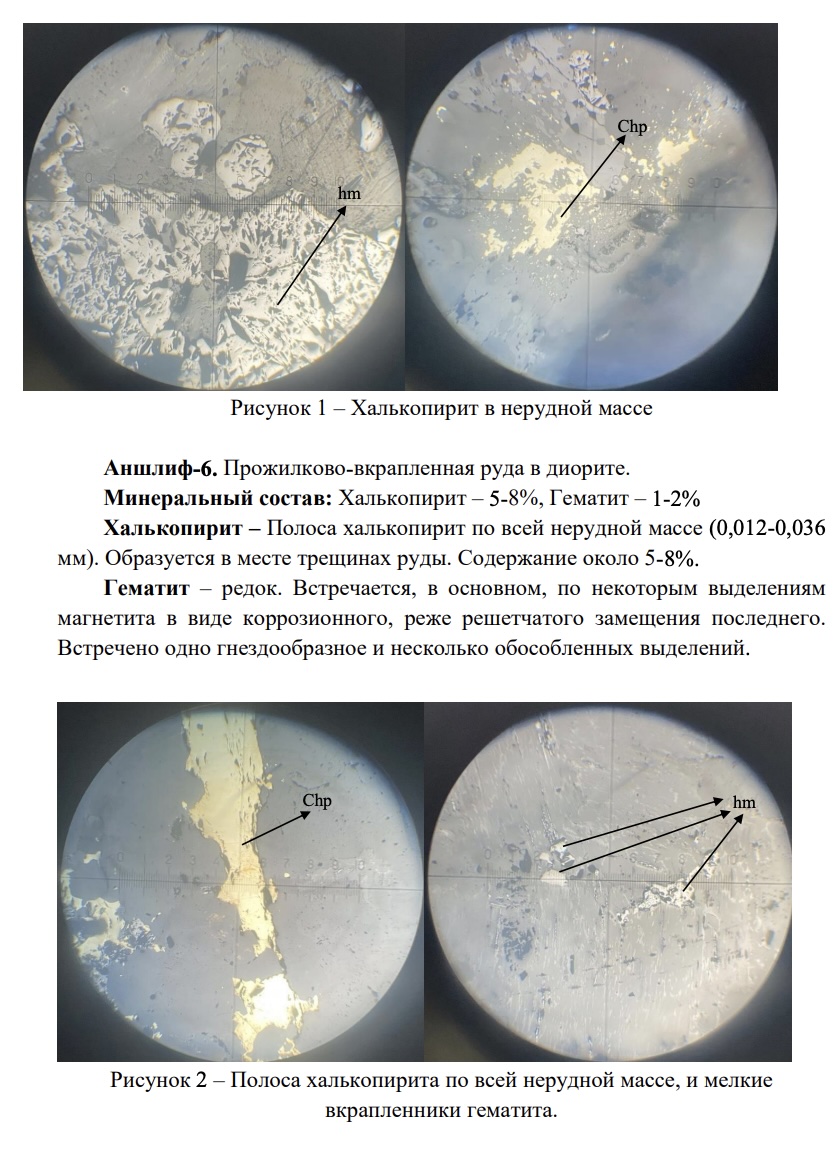 hm
Chp
Рисунок 1 – Халькопирит в нерудной массе
Аншлиф-6. Прожилково-вкрапленная руда в диорите.
Минеральный состав: Халькопирит – 5-8%, Гематит – 1-2%
Халькопирит – Полоса халькопирит по всей нерудной массе (0,012-0,036
мм). Образуется в месте трещинах руды. Содержание около 5-8%.
Гематит – редок. Встречается, в основном, по некоторым выделениям
магнетита в виде коррозионного, реже решетчатого замещения последнего.
Встречено одно гнездообразное и несколько обособленных выделений.
Chp
hm
Рисунок 2 – Полоса халькопирита по всей нерудной массе, и мелкие
вкрапленники гематита.